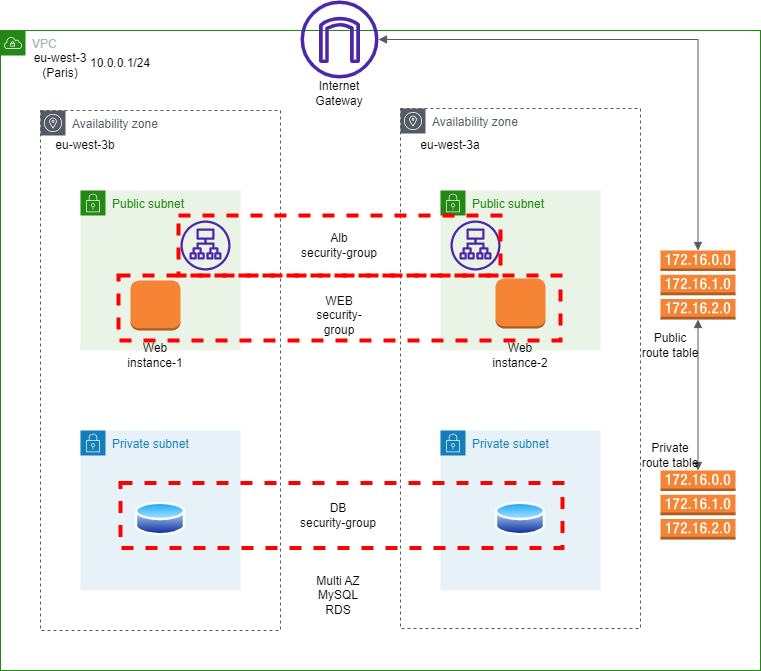 VPC
eu-west-3
(Paris)
10.0.0.1/24
Internet
Gateway
Availability zone
eu-west-3b
Availability zone
eu-west-3a
Public subnet
Public subnet
Alb
security-group
WEB
security-
group
Web
instance-1
Web
instance-2
172.16.0.0
172.16.1.0
172.16.2.0
Public
route table
Private subnet
Private subnet
DB
security-group
Multi AZ
MySQL
RDS
Private
route table
172.16.0.0
172.16.1.0
172.16.2.0